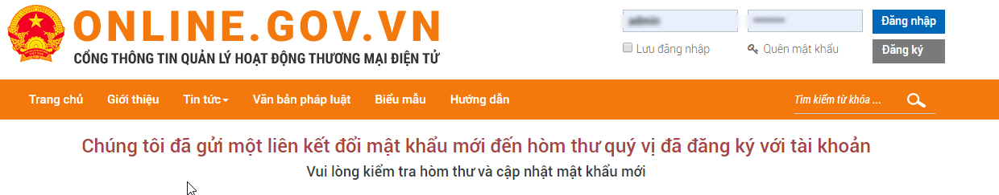 ONLINE.GOV.VN
CỔNG THÔNG TIN QUẢN LÝ HOẠT ĐỘNG THƯƠNG MẠI ĐIỆN TỬ
Đăng nhập
Lưu đăng nhập
Quên mật khẩu
Đăng ký
Trang chủ
Giới thiệu
Tin tức
Văn bản pháp luật
Biểu mẫu
Hướng dẫn
Tìm kiếm từ khóa ...
Chúng tôi đã gửi một liên kết đổi mật khẩu mới đến hòm thư quý vị đã đăng ký với tài khoản
Vui lòng kiểm tra hòm thư và cập nhật mật khẩu mới